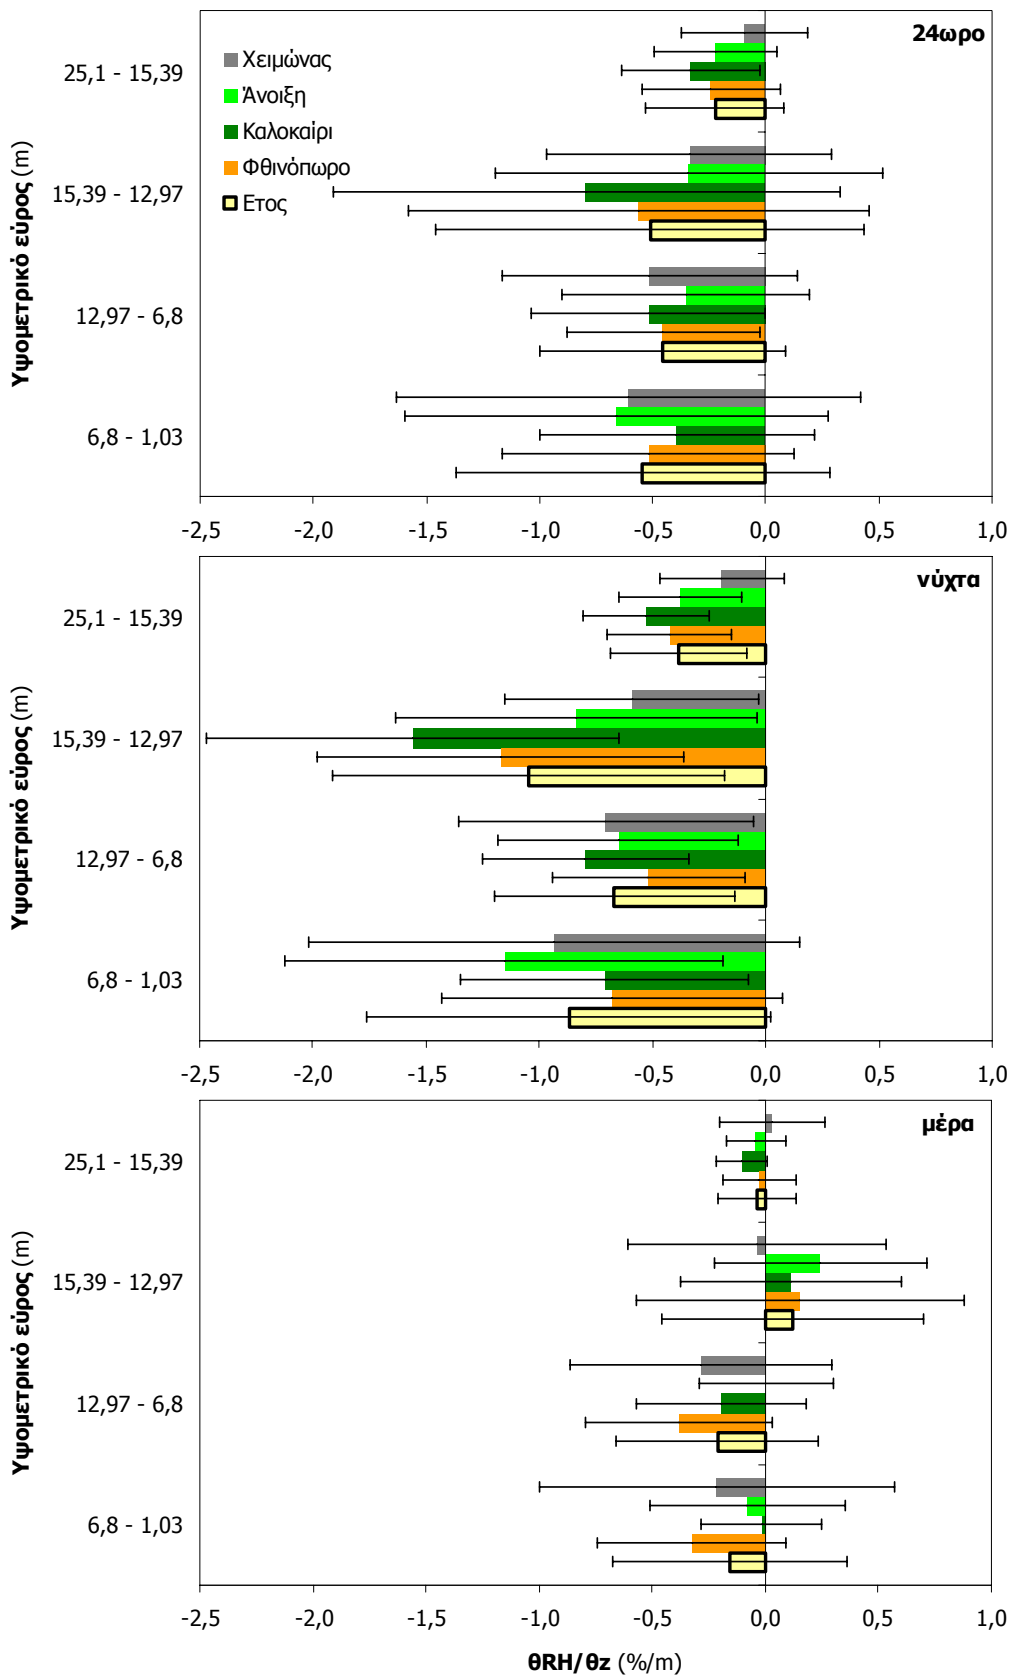 24ωρο
Χειμώνας
Άνοιξη
Καλοκαίρι
Φθινόπωρο
Ετος
Υψομετρικό εύρος (m)
25,1 - 15,39
15,39 - 12,97
12,97 - 6,8
6,8 - 1,03
-2,5 -2,0 -1,5 -1,0 -0,5 0,0 0,5 1,0
νύχτα
Υψομετρικό εύρος (m)
25,1 - 15,39
15,39 - 12,97
12,97 - 6,8
6,8 - 1,03
-2,5 -2,0 -1,5 -1,0 -0,5 0,0 0,5 1,0
μέρα
Υψομετρικό εύρος (m)
25,1 - 15,39
15,39 - 12,97
12,97 - 6,8
6,8 - 1,03
-2,5 -2,0 -1,5 -1,0 -0,5 0,0 0,5 1,0
θRH/θz (%/m)